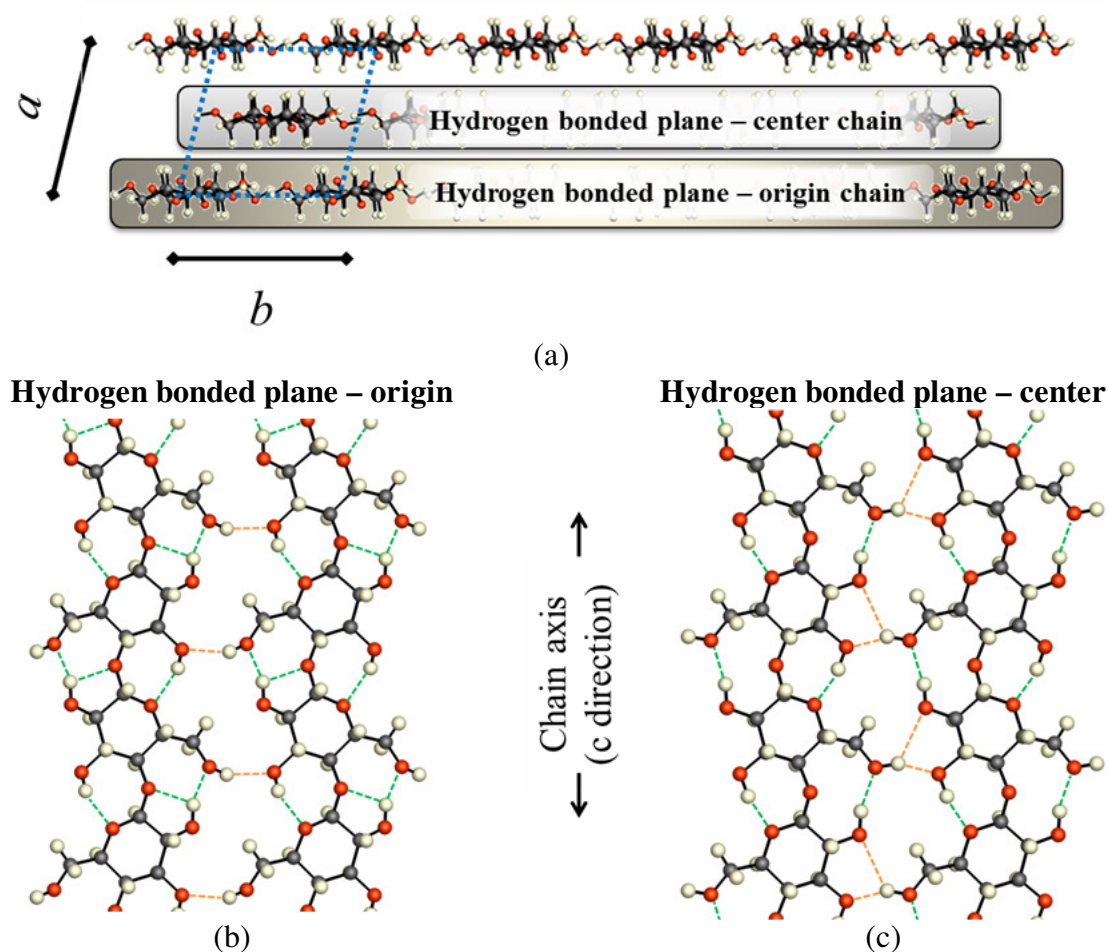 a
Hydrogen bonded plane – center chain
Hydrogen bonded plane – origin chain
b
(a)
Hydrogen bonded plane – origin
Hydrogen bonded plane – center
Chain axis
(c direction)
(b)
(c)